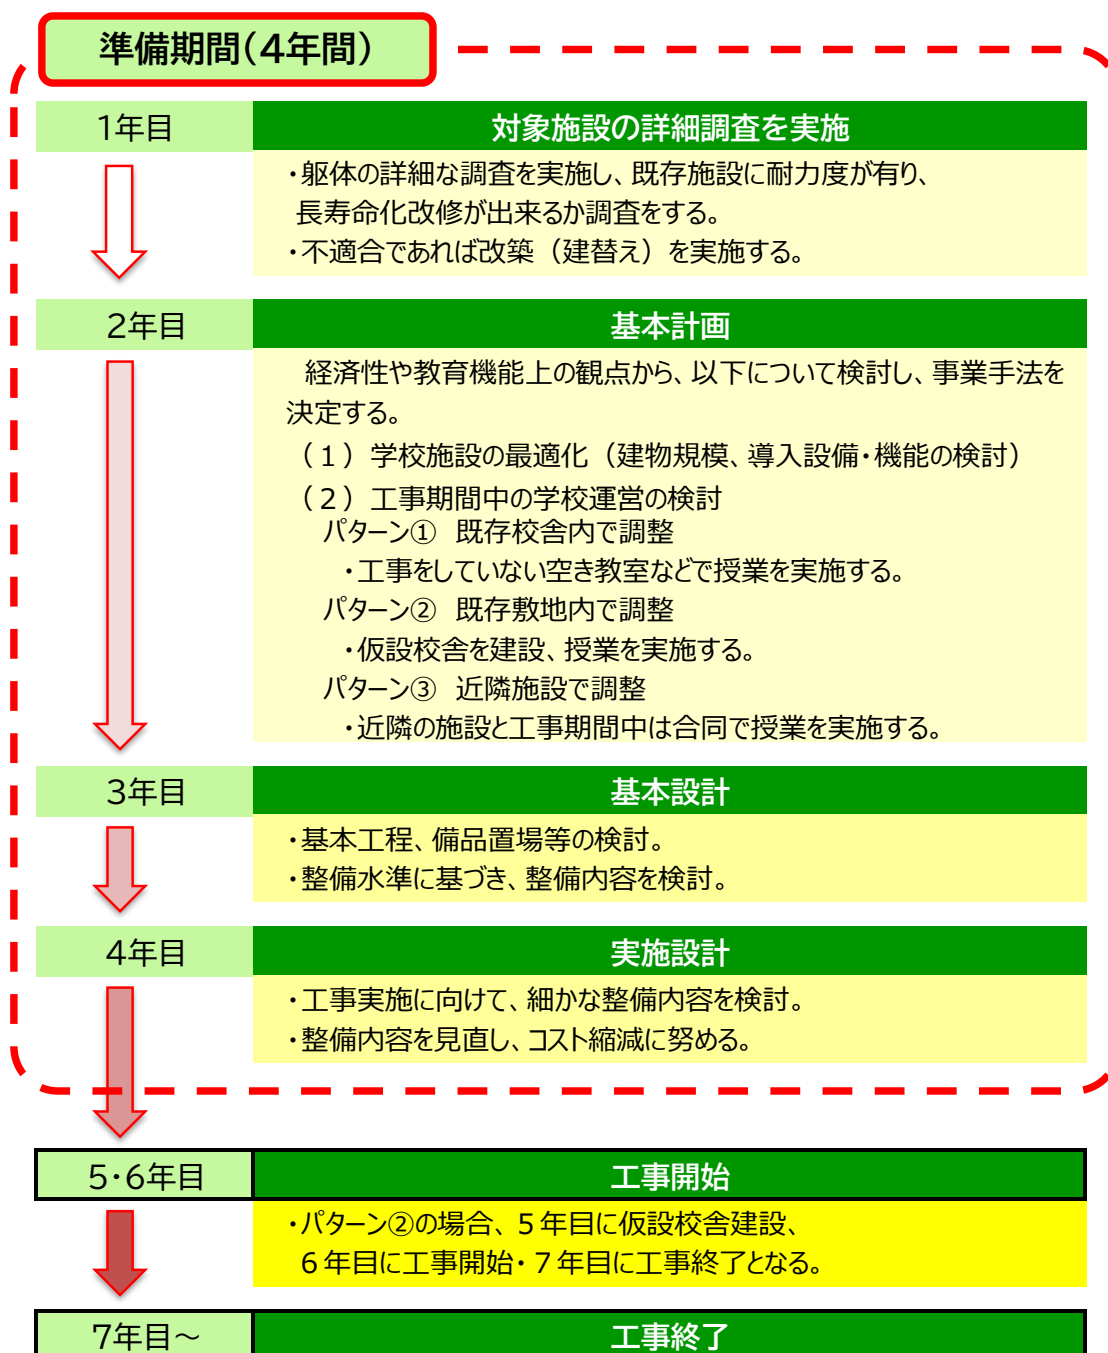 準備期間(4年間)
1年目
対象施設の詳細調査を実施
・躯体の詳細な調査を実施し、既存施設に耐力度が有り、
長寿命化改修が出来るか調査をする。
・不適合であれば改築（建替え）を実施する。
2年目
基本計画
経済性や教育機能上の観点から、以下について検討し、事業手法を
決定する。
（１）学校施設の最適化（建物規模、導入設備・機能の検討）
（２）工事期間中の学校運営の検討
パターン①　既存校舎内で調整
・工事をしていない空き教室などで授業を実施する。
パターン②　既存敷地内で調整
・仮設校舎を建設、授業を実施する。
パターン③　近隣施設で調整
・近隣の施設と工事期間中は合同で授業を実施する。
3年目
基本設計
・基本工程、備品置場等の検討。
・整備水準に基づき、整備内容を検討。
4年目
実施設計
・工事実施に向けて、細かな整備内容を検討。
・整備内容を見直し、コスト縮減に努める。
5・6年目
工事開始
・パターン②の場合、５年目に仮設校舎建設、
６年目に工事開始・７年目に工事終了となる。
7年目～
工事終了